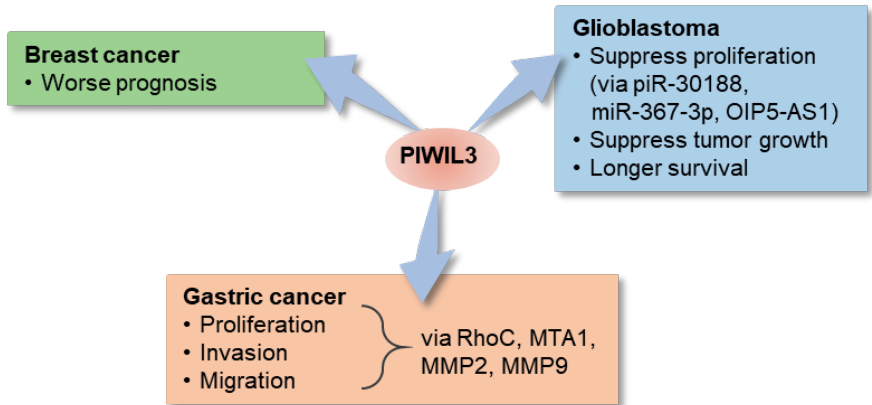 Breast cancer
• Worse prognosis
Glioblastoma
• Suppress proliferation
(via piR-30188,
miR-367-3p, OIP5-AS1)
• Suppress tumor growth
• Longer survival
PIWIL3
Gastric cancer
• Proliferation
• Invasion
• Migration
via RhoC, MTA1,
MMP2, MMP9